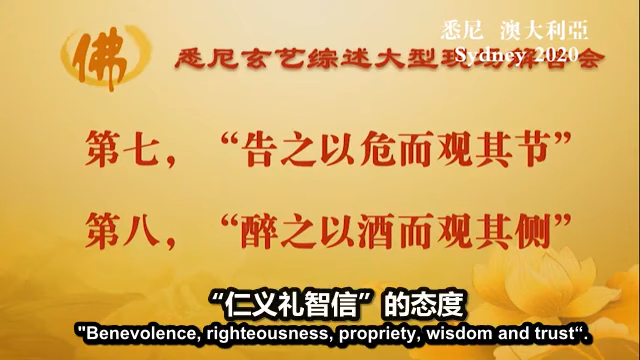 悉尼 澳大利亞
Sydney 2020
佛 悉尼玄艺综述大型现场解答会
第七，“告之以危而观其节”
第八，“醉之以酒而观其侧”
“仁义礼智信”的态度
"Benevolence, righteousness, propriety, wisdom and trust“.